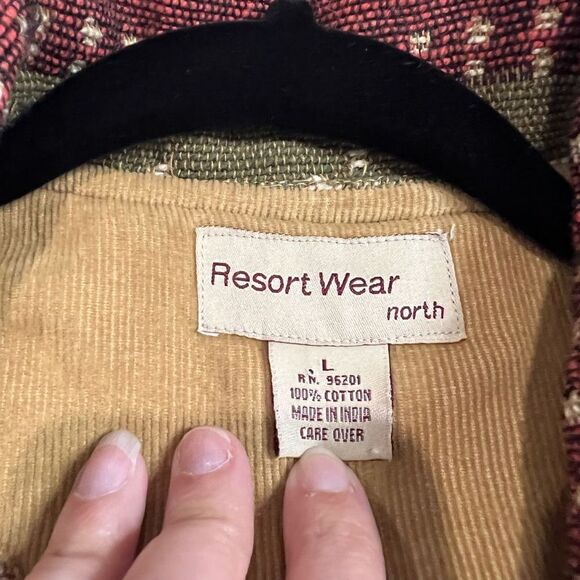 Resort Wear
north
L
RN. 96201
100% COTTON
MADE IN INDIA
CARE OVER